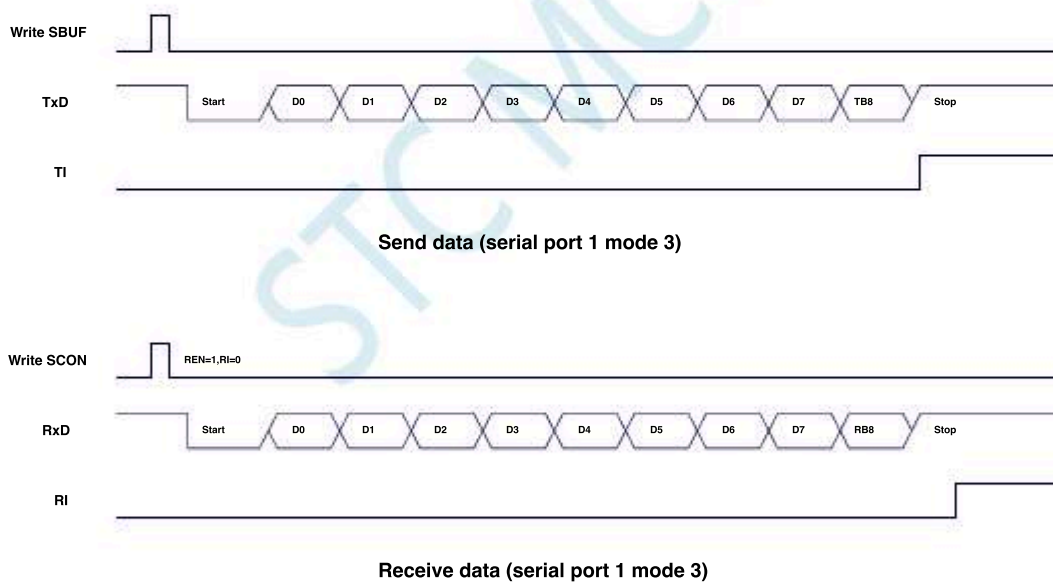 Write SBUF
TxD Start D0 D1 D2 D3 D4 D5 D6 D7 TB8 Stop
TI
Send data (serial port 1 mode 3)
Write SCON REN=1,RI=0
RxD Start D0 D1 D2 D3 D4 D5 D6 D7 RB8 Stop
RI
Receive data (serial port 1 mode 3)
STC MC